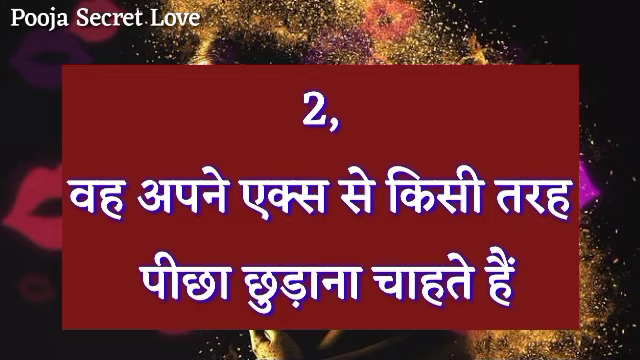 Pooja Secret Love
2,
वह अपने एक्स से किसी तरह
पीछा छुड़ाना चाहते हैं